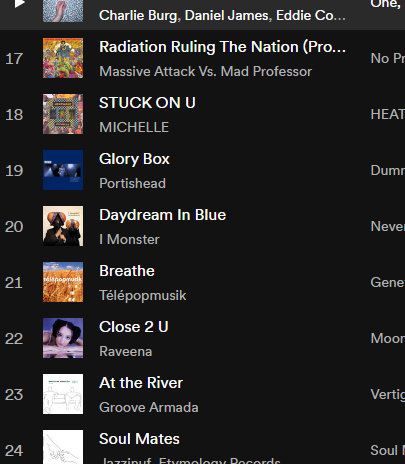 One,
Charlie Burg, Daniel James, Eddie Co...
17
Radiation Ruling The Nation (Pro...
Massive Attack Vs. Mad Professor
No Pr
18
STUCK ON U
MICHELLE
HEAT
19
Glory Box
Portishead
Dumm
20
Daydream In Blue
I Monster
Never
21
Breathe
Télépopmusik
Gene
22
Close 2 U
Raveena
Moon
23
At the River
Groove Armada
Vertig
24
Soul Mates
Jazzinuf, Etymology Records
Soul M